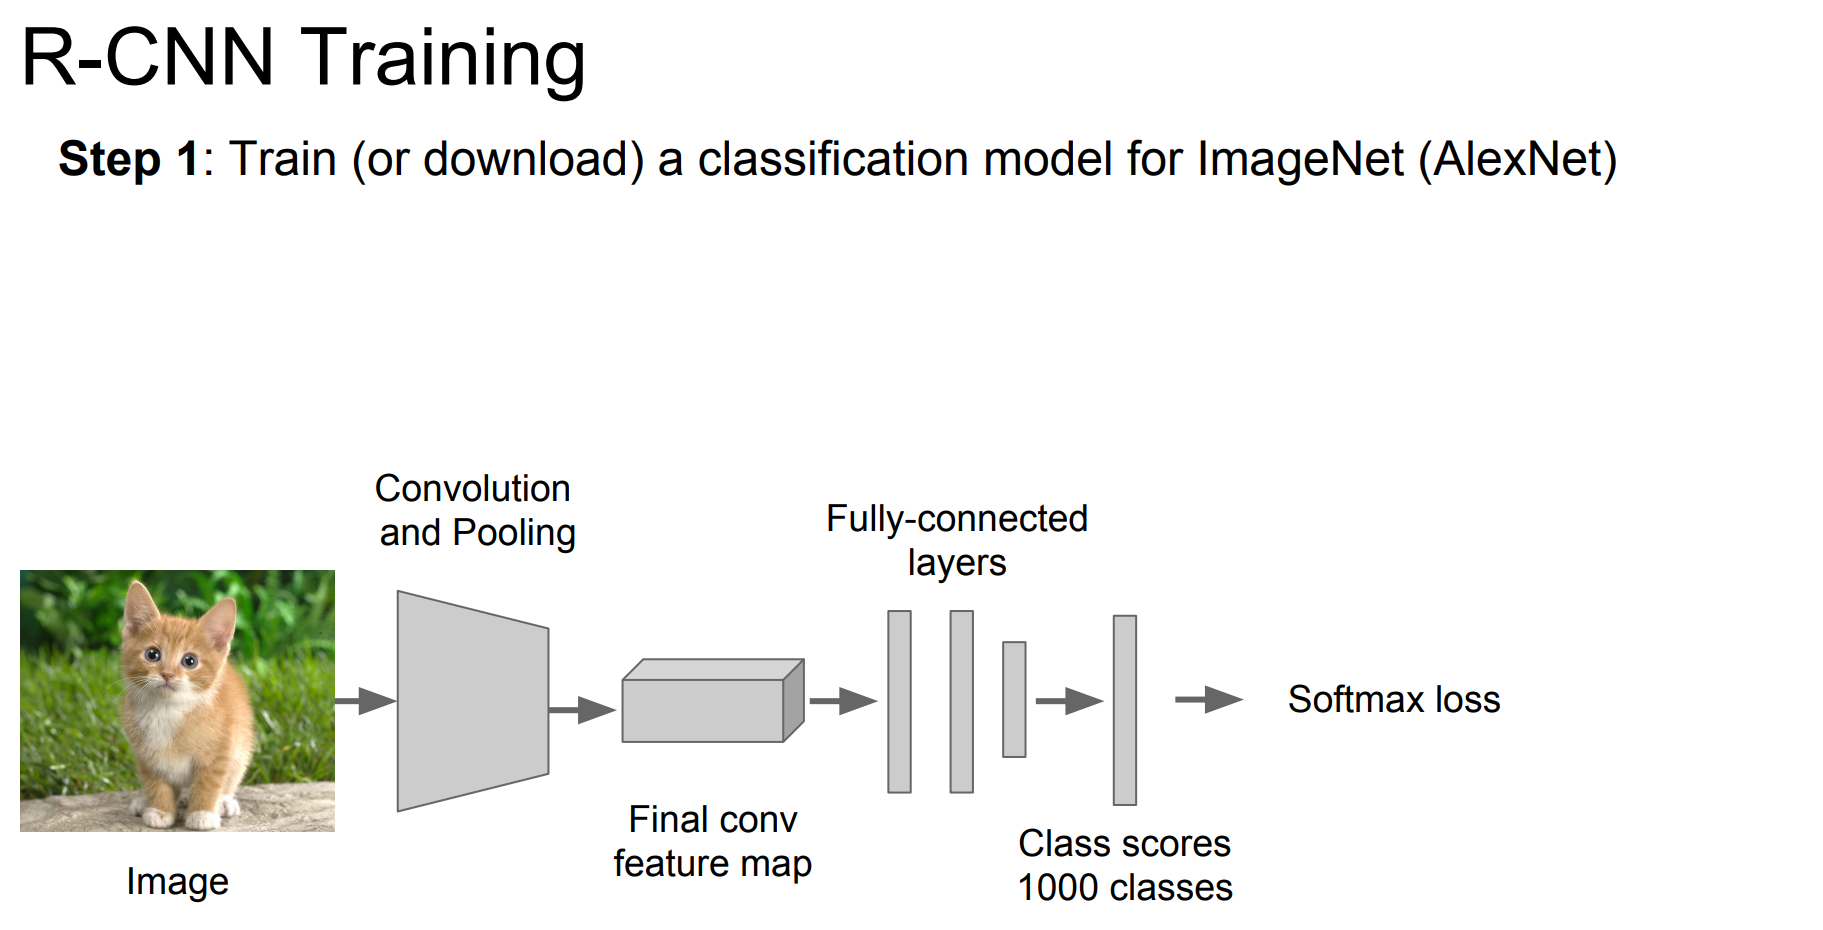 R-CNN Training
Step 1: Train (or download) a classification model for ImageNet (AlexNet)
Convolution
and Pooling
Fully-connected
layers
Softmax loss
Final conv
feature map
Class scores
1000 classes
Image